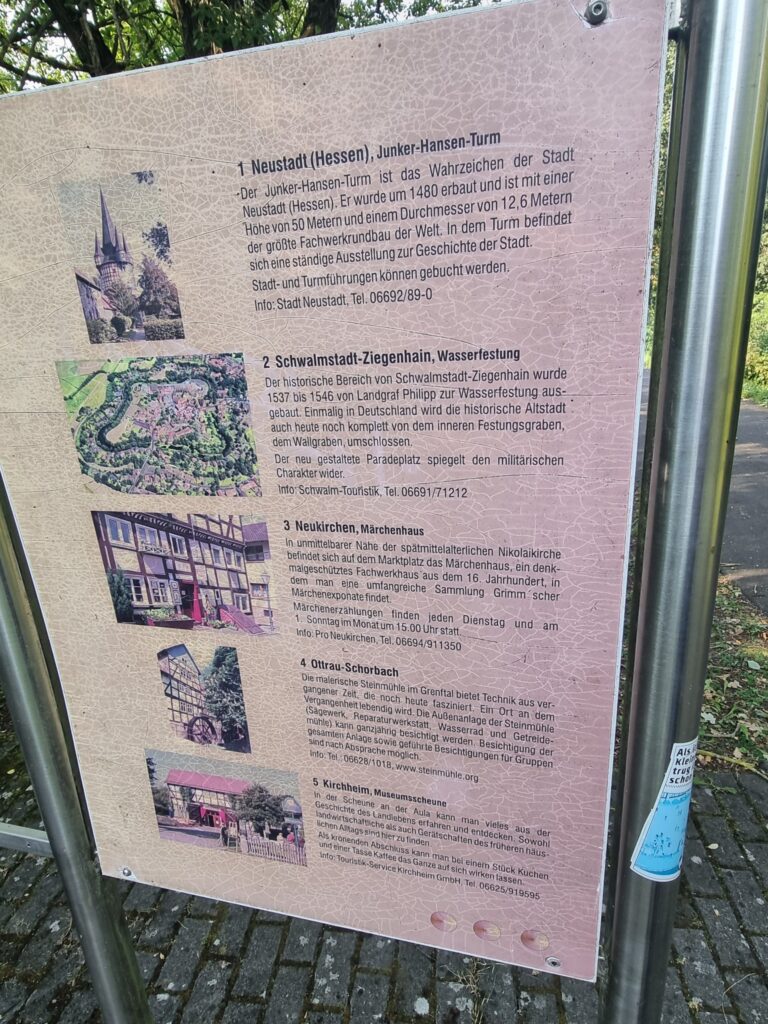 1 Neustadt (Hessen), Junker-Hansen-Turm
Der Junker-Hansen-Turm ist das Wahrzeichen der Stadt
Neustadt (Hessen). Er wurde um 1480 erbaut und ist mit einer
Höhe von 50 Metern und einem Durchmesser von 12,6 Metern
der größte Fachwerkrundbau der Welt. In dem Turm befindet
sich eine ständige Ausstellung zur Geschichte der Stadt.
Stadt- und Turmführungen können gebucht werden.
Info: Stadt Neustadt, Tel. 06692/89-0
2 Schwalmstadt-Ziegenhain, Wasserfestung
Der historische Bereich von Schwalmstadt-Ziegenhain wurde
1537 bis 1546 von Landgraf Philipp zur Wasserfestung aus-
gebaut. Einmalig in Deutschland wird die historische Altstadt
auch heute noch komplett von dem inneren Festungsgraben,
dem Wallgraben, umschlossen.
Der neu gestaltete Paradeplatz spiegelt den militärischen
Charakter wider.
Info: Schwalm-Touristik, Tel. 06691/71212
3 Neukirchen, Märchenhaus
In unmittelbarer Nähe der spätmittelalterlichen Nikolaikirche
befindet sich auf dem Marktplatz das Märchenhaus, ein denk-
malgeschütztes Fachwerkhaus aus dem 16. Jahrhundert, in
dem man eine umfangreiche Sammlung Grimm'scher
Märchenexponate findet.
Märchenerzählungen finden jeden Dienstag und am
1. Sonntag im Monat um 15.00 Uhr statt.
Info: Pro Neukirchen, Tel. 06694/911350
4 Ottrau-Schorbach
Die malerische Steinmühle im Grenftal bietet Technik aus ver-
gangener Zeit, die noch heute fasziniert. Ein Ort an dem
Vergangenheit lebendig wird. Die Außenanlage der Steinmühle
(Sägewerk, Reparaturwerkstatt, Wasserrad und Getreide-
mühle) kann ganzjährig besichtigt werden. Besichtigung der
gesamten Anlage sowie geführte Besichtigungen für Gruppen
sind nach Absprache möglich.
Info: Tel.: 06628/1018, www.steinmühle.org
5 Kirchheim, Museumsscheune
In der Scheune an der Aula kann man vieles aus der
Geschichte des Landlebens erfahren und entdecken. Sowohl
landwirtschaftliche als auch Gerätschaften des früheren häus-
lichen Alltags sind hier zu finden.
Als krönenden Abschluss kann man bei einem Stück Kuchen
und einer Tasse Kaffee das Ganze auf sich wirken lassen.
Info: Touristik-Service Kirchheim GmbH, Tel. 06625/919595
Als
klein
trug
scho